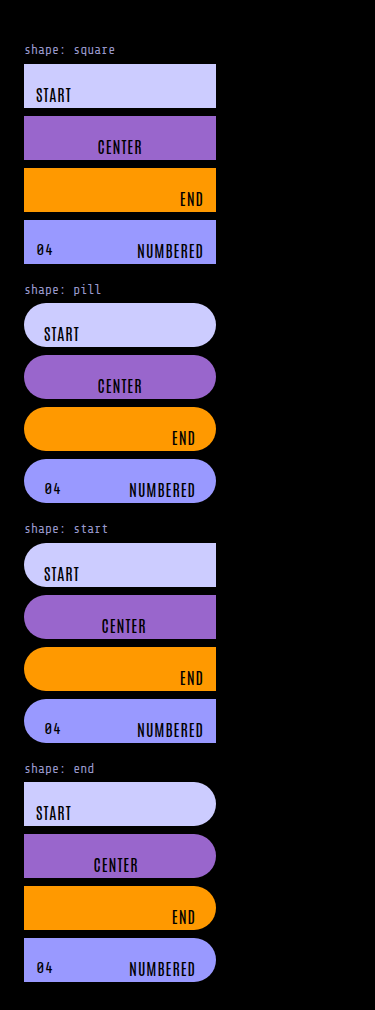 shape: square
START
CENTER
END
04 NUMBERED
shape: pill
START
CENTER
END
04 NUMBERED
shape: start
START
CENTER
END
04 NUMBERED
shape: end
START
CENTER
END
04 NUMBERED